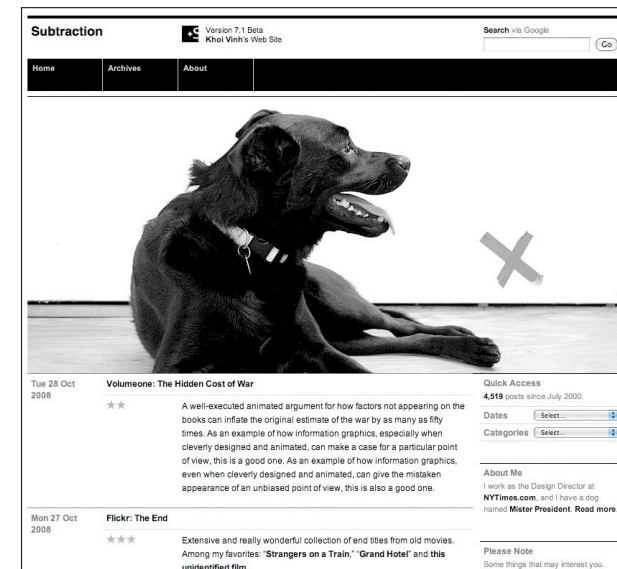 Subtraction
Version 7.1 Beta
Khoi Vinh's Web Site
Search via Google
Go
Home
Archives
About
Tue 28 Oct
2008
Volumeone: The Hidden Cost of War
★★
A well-executed animated argument for how factors not appearing on the
books can inflate the original estimate of the war by as many as fifty
times. As an example of how information graphics, especially when
cleverly designed and animated, can make a case for a particular point
of view, this is a good one. As an example of how information graphics,
even when cleverly designed and animated, can give the mistaken
appearance of an unbiased point of view, this is also a good one.
Mon 27 Oct
2008
Flickr: The End
★★★
Extensive and really wonderful collection of end titles from old movies.
Among my favorites: “Strangers on a Train,” “Grand Hotel” and this
unidentified film.
Quick Access
4,519 posts since July 2000.
Dates
Select...
Categories
Select...
About Me
I work as the Design Director at
NYTimes.com, and I have a dog
named Mister President. Read more.
Please Note
Some things that may interest you.